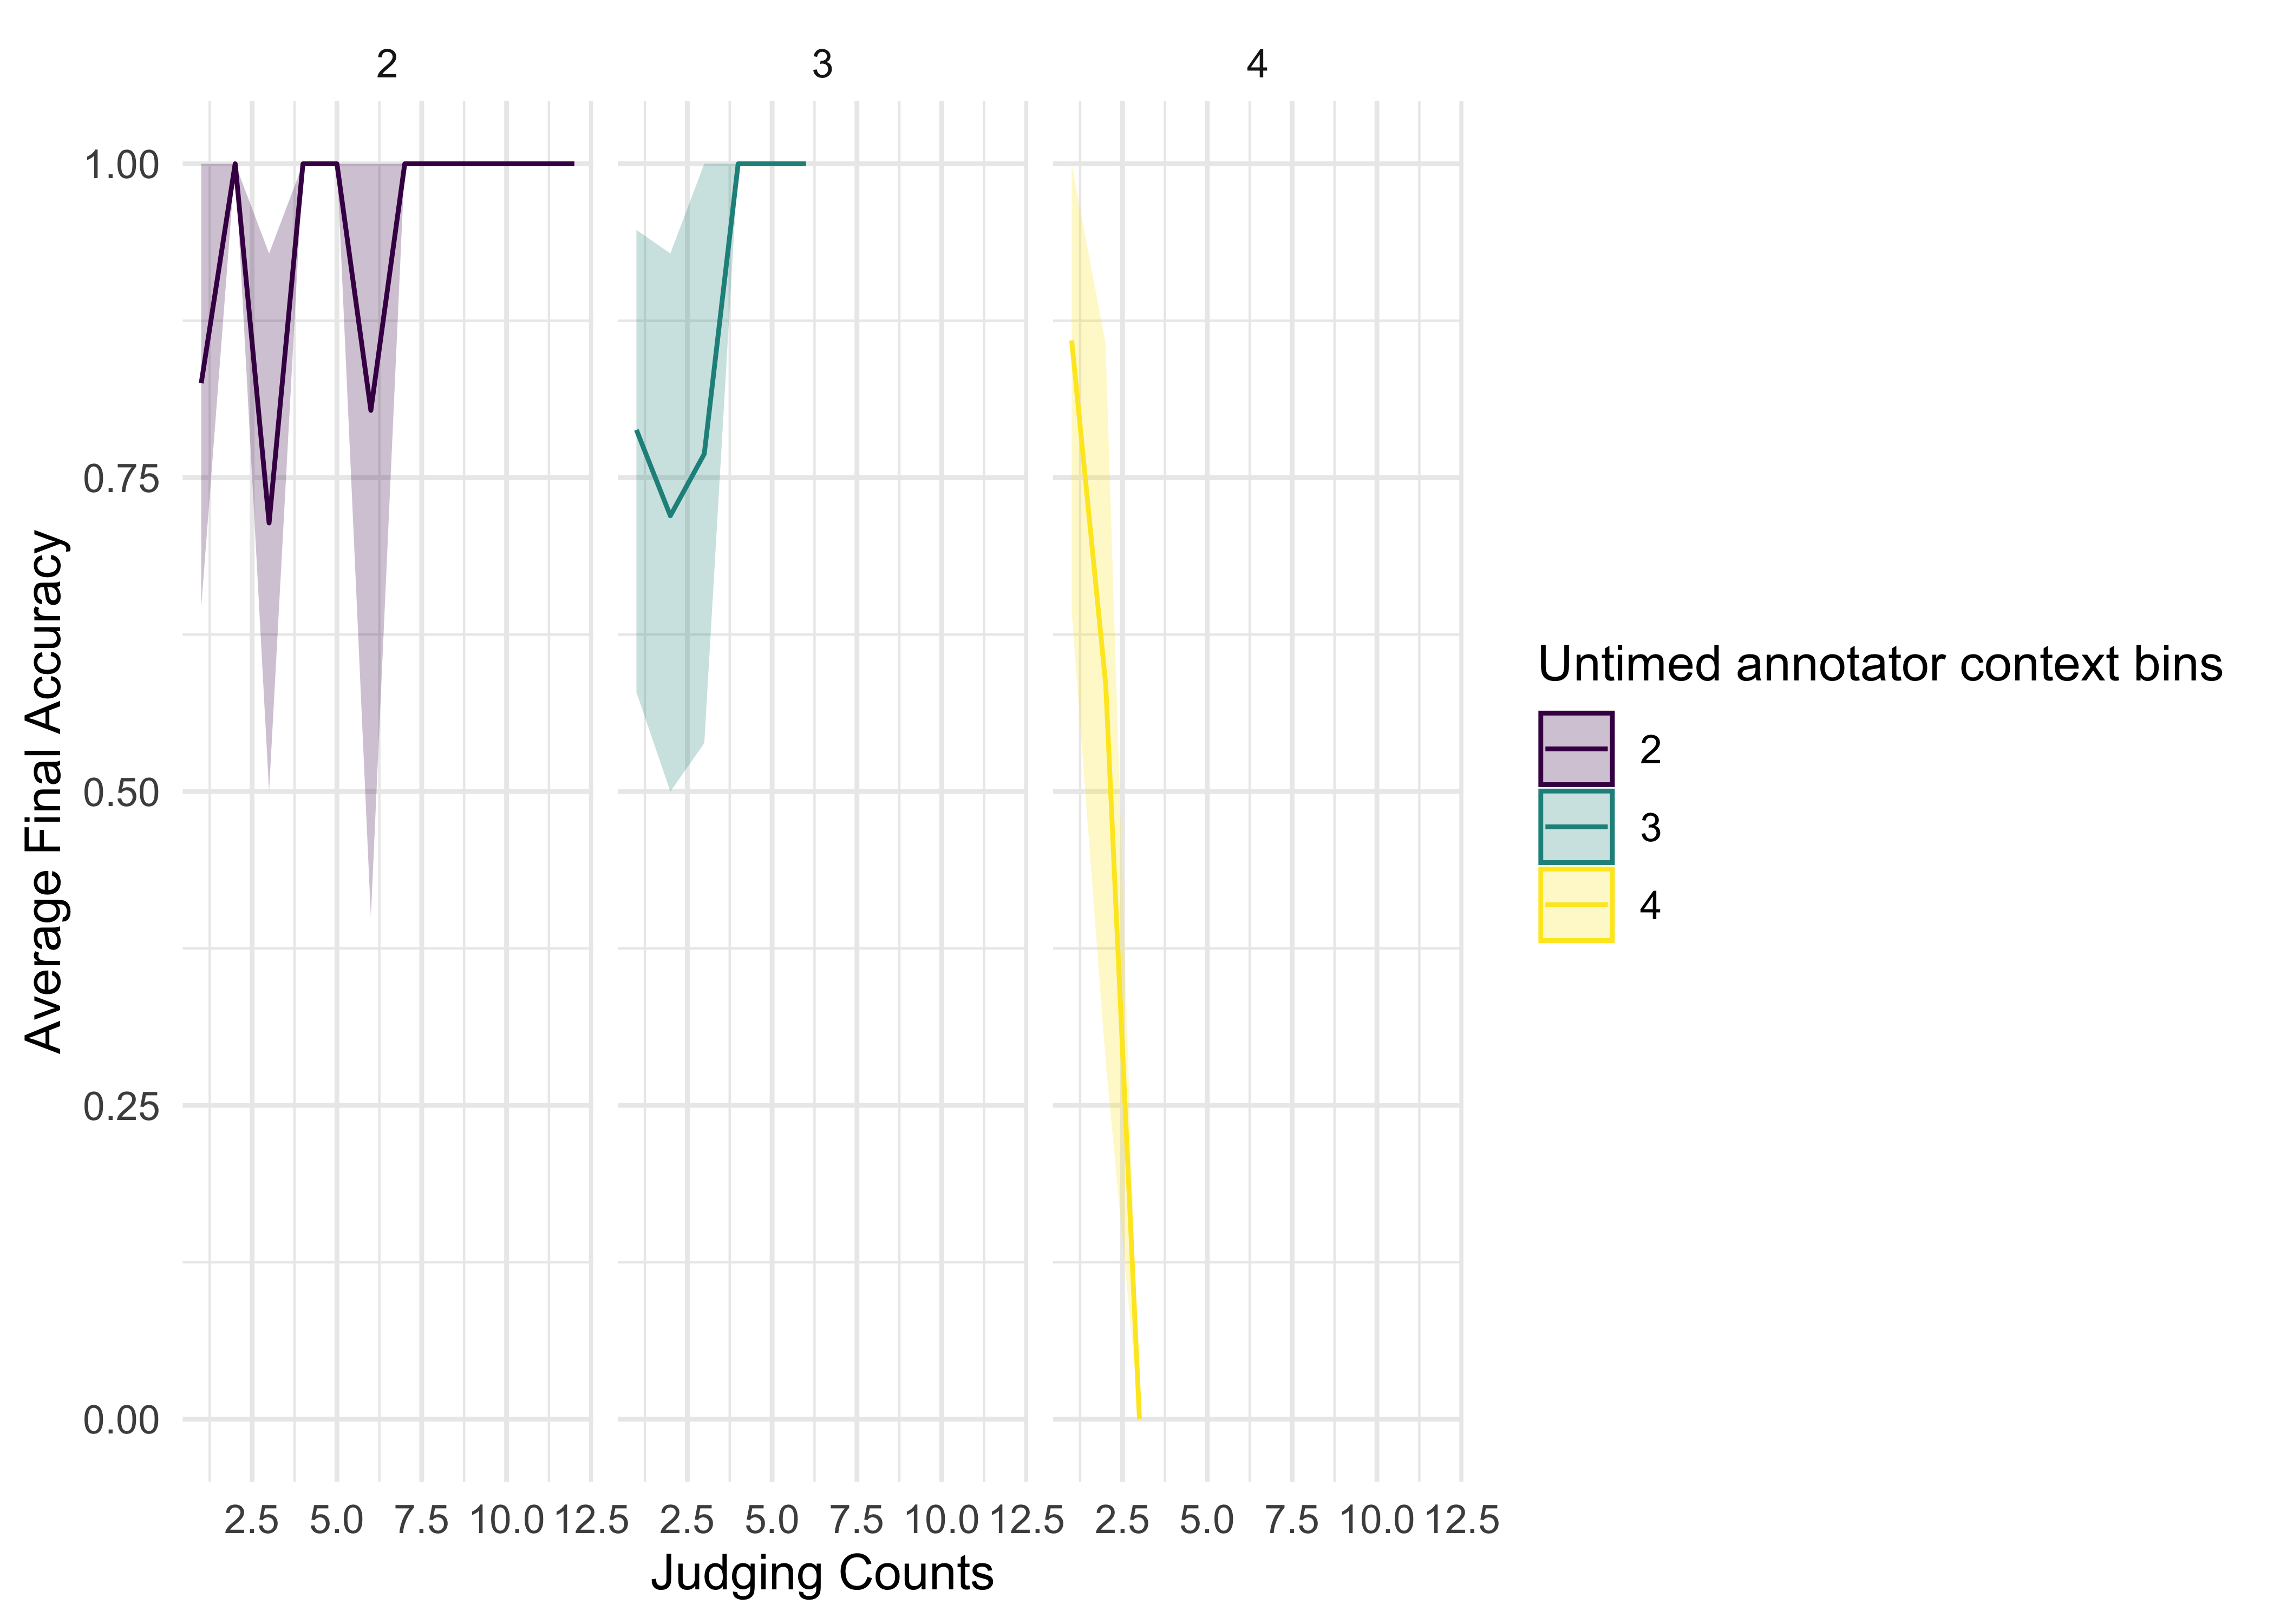 2 3 4
1.00
0.75
0.50
0.25
0.00
Average Final Accuracy
2.5 5.0 7.5 10.0 12.5 2.5 5.0 7.5 10.0 12.5 2.5 5.0 7.5 10.0 12.5
Judging Counts
Untimed annotator context bins
2
3
4